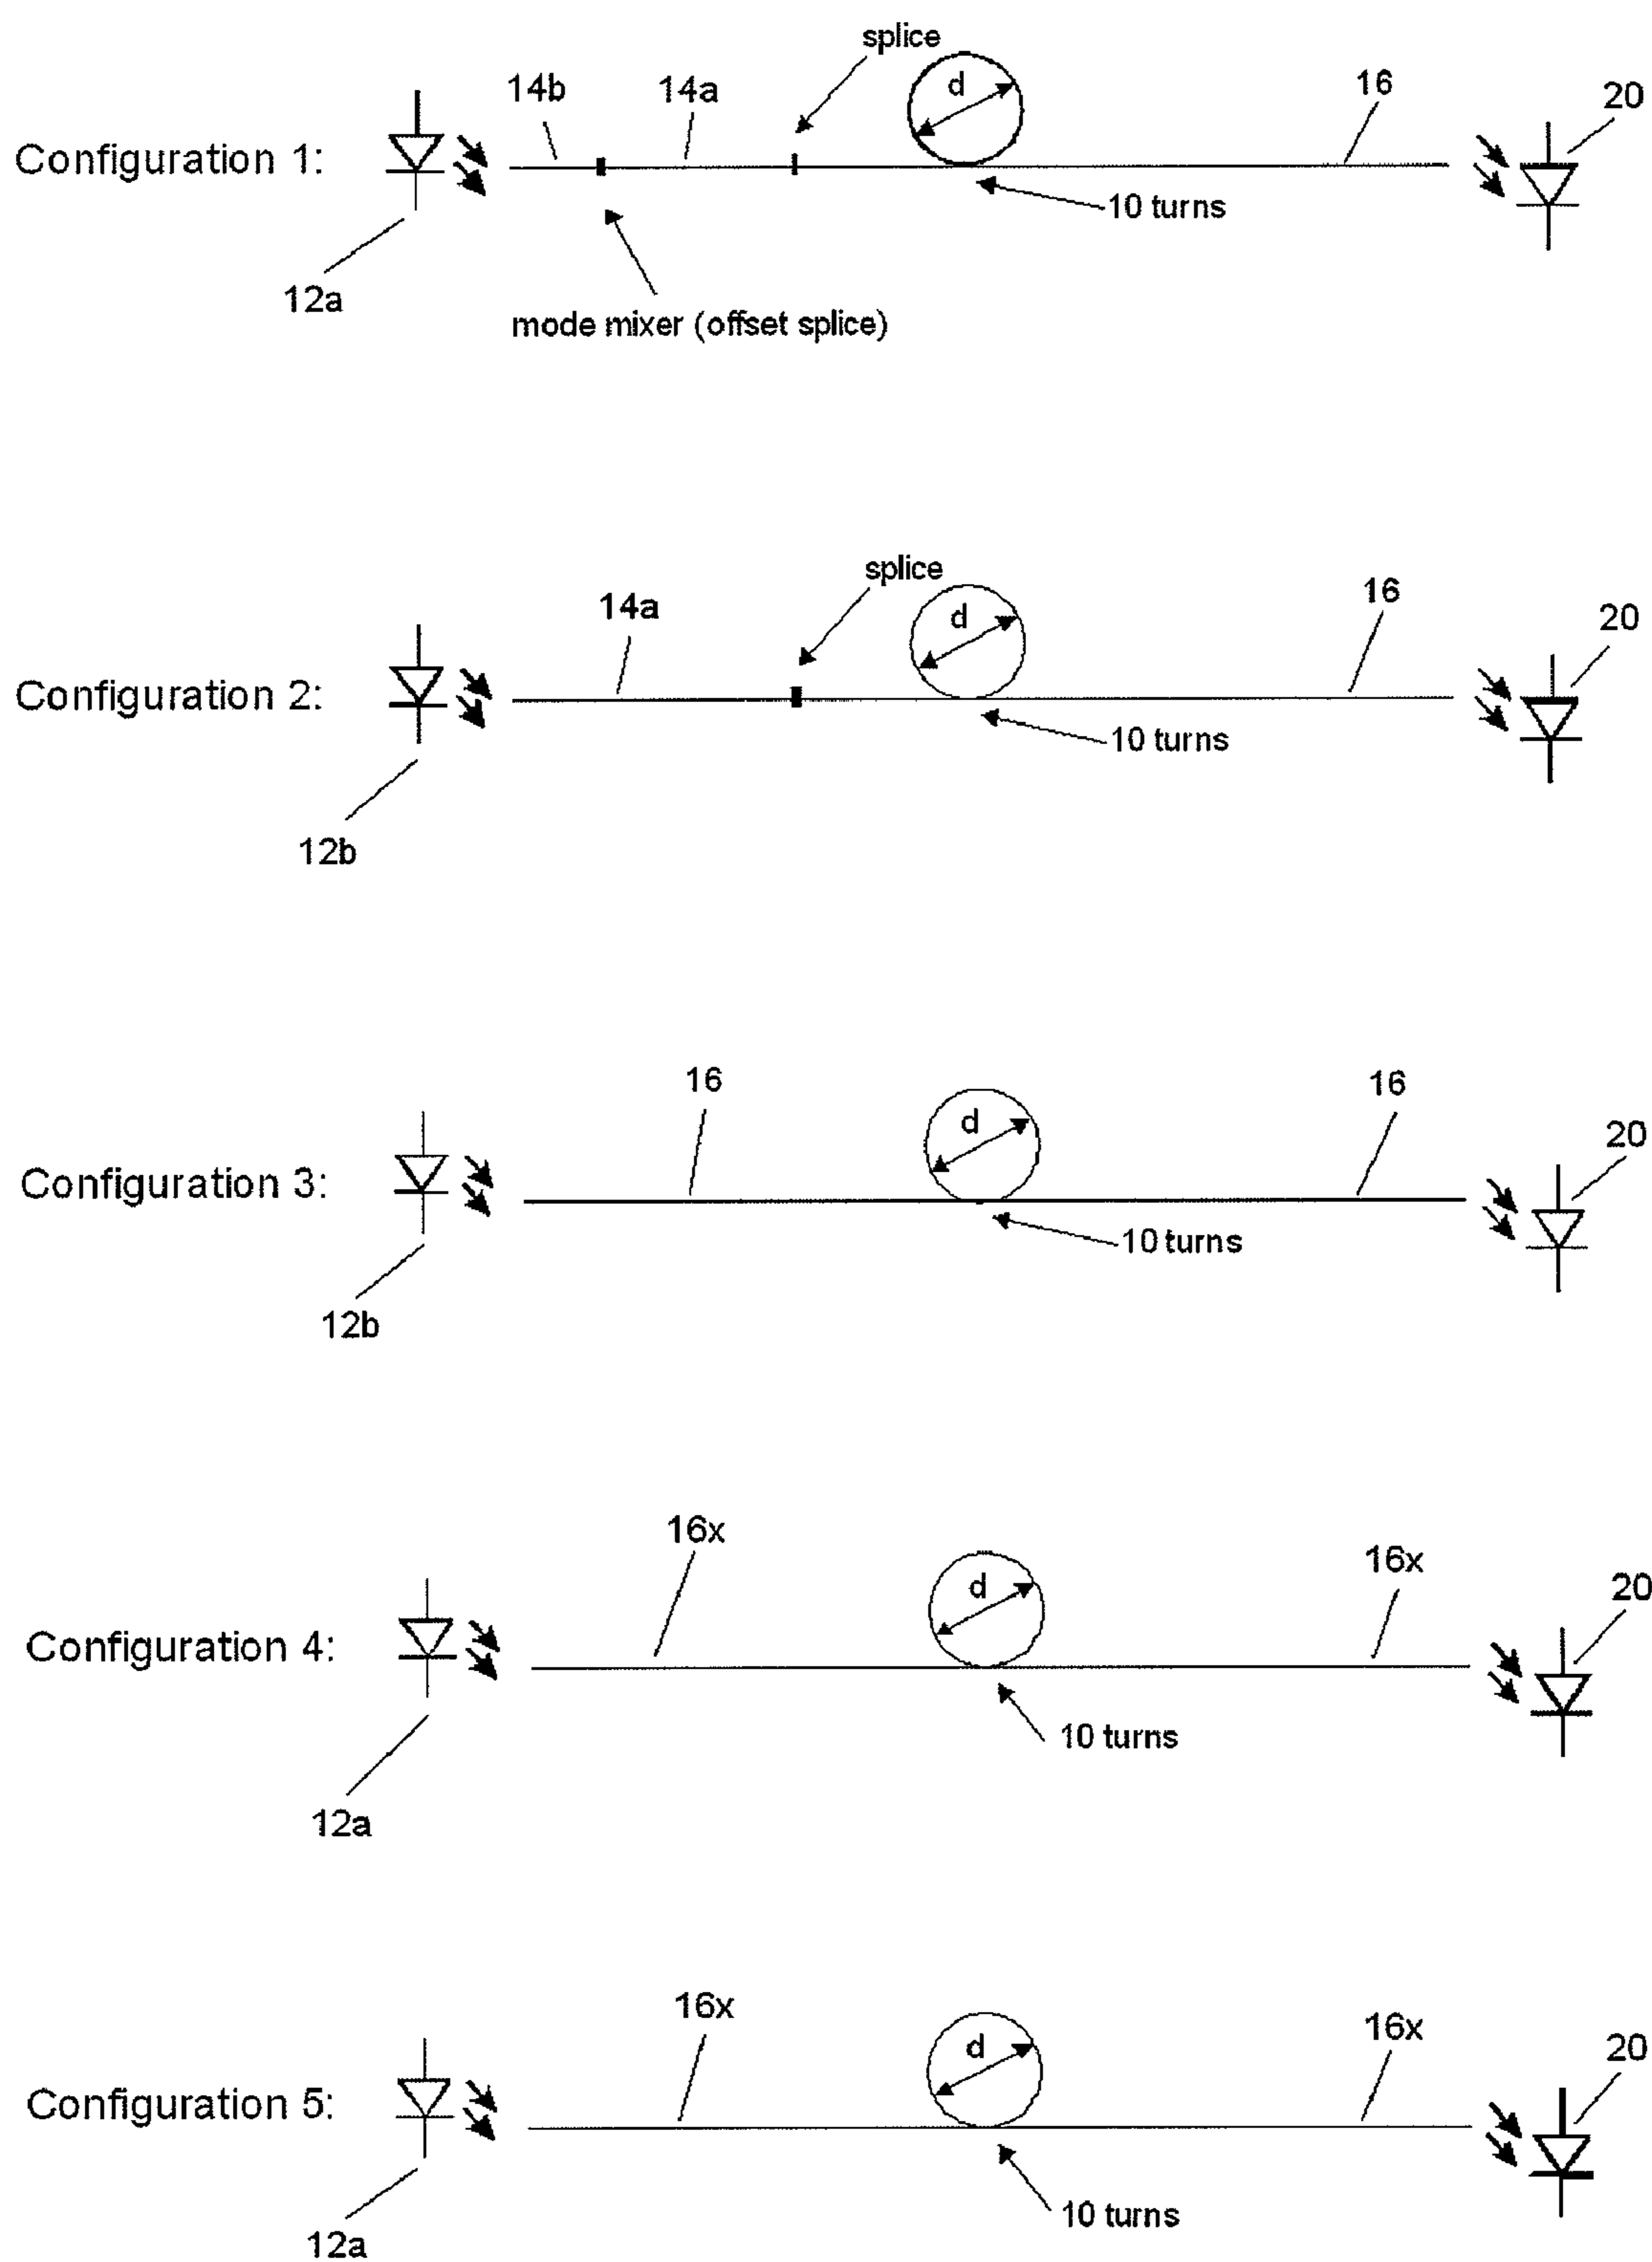 splice
14b
14a
d
16
20
Configuration 1:
10 turns
12a
mode mixer (offset splice)
splice
14a
d
16
20
Configuration 2:
10 turns
12b
16
d
16
20
Configuration 3:
10 turns
12b
16x
d
16x
20
Configuration 4:
10 turns
12a
16x
d
16x
20
Configuration 5:
10 turns
12a